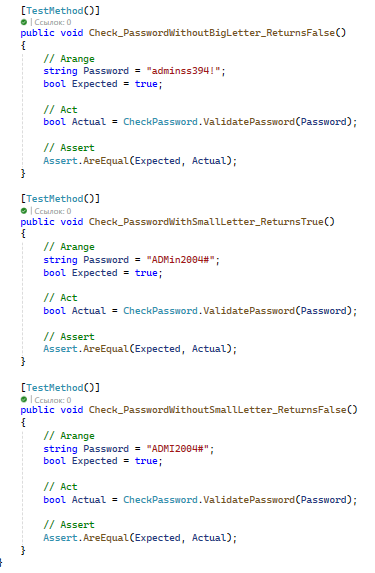 [TestMethod()]
| Ссылок: 0
public void Check_PasswordWithoutBigLetter_ReturnsFalse()
{
// Arange
string Password = "adminss394!";
bool Expected = true;
// Act
bool Actual = CheckPassword.ValidatePassword(Password);
// Assert
Assert.AreEqual(Expected, Actual);
}
[TestMethod()]
| Ссылок: 0
public void Check_PasswordWithSmallLetter_ReturnsTrue()
{
// Arange
string Password = "ADMin2004#";
bool Expected = true;
// Act
bool Actual = CheckPassword.ValidatePassword(Password);
// Assert
Assert.AreEqual(Expected, Actual);
}
[TestMethod()]
| Ссылок: 0
public void Check_PasswordWithoutSmallLetter_ReturnsFalse()
{
// Arange
string Password = "ADMI2004#";
bool Expected = true;
// Act
bool Actual = CheckPassword.ValidatePassword(Password);
// Assert
Assert.AreEqual(Expected, Actual);
}
}